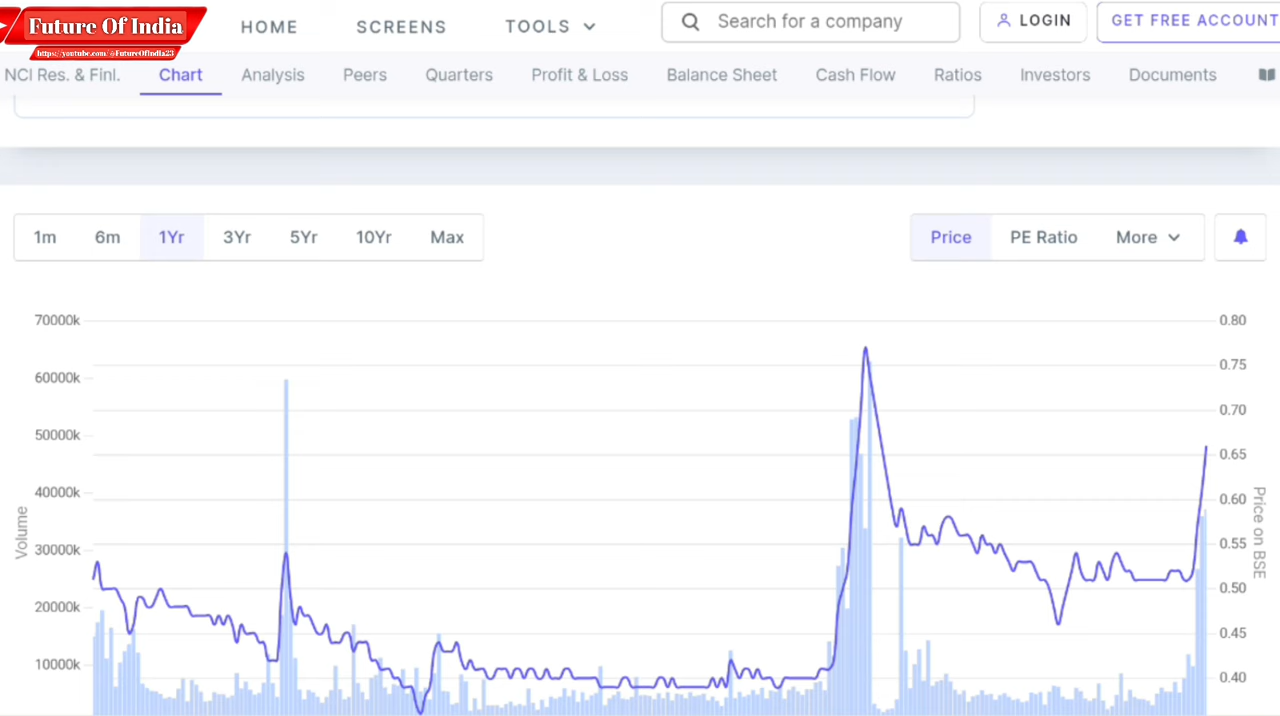 Future Of India
https://youtube.com/@FutureOfIndia23
HOME
SCREENS
TOOLS
Search for a company
LOGIN
GET FREE ACCOUNT
NCI Res. & Finl.
Chart
Analysis
Peers
Quarters
Profit & Loss
Balance Sheet
Cash Flow
Ratios
Investors
Documents
1m
6m
1Yr
3Yr
5Yr
10Yr
Max
Price
PE Ratio
More
70000k
60000k
50000k
40000k
30000k
20000k
10000k
Volume
0.80
0.75
0.70
0.65
0.60
0.55
0.50
0.45
0.40
Price on BSE